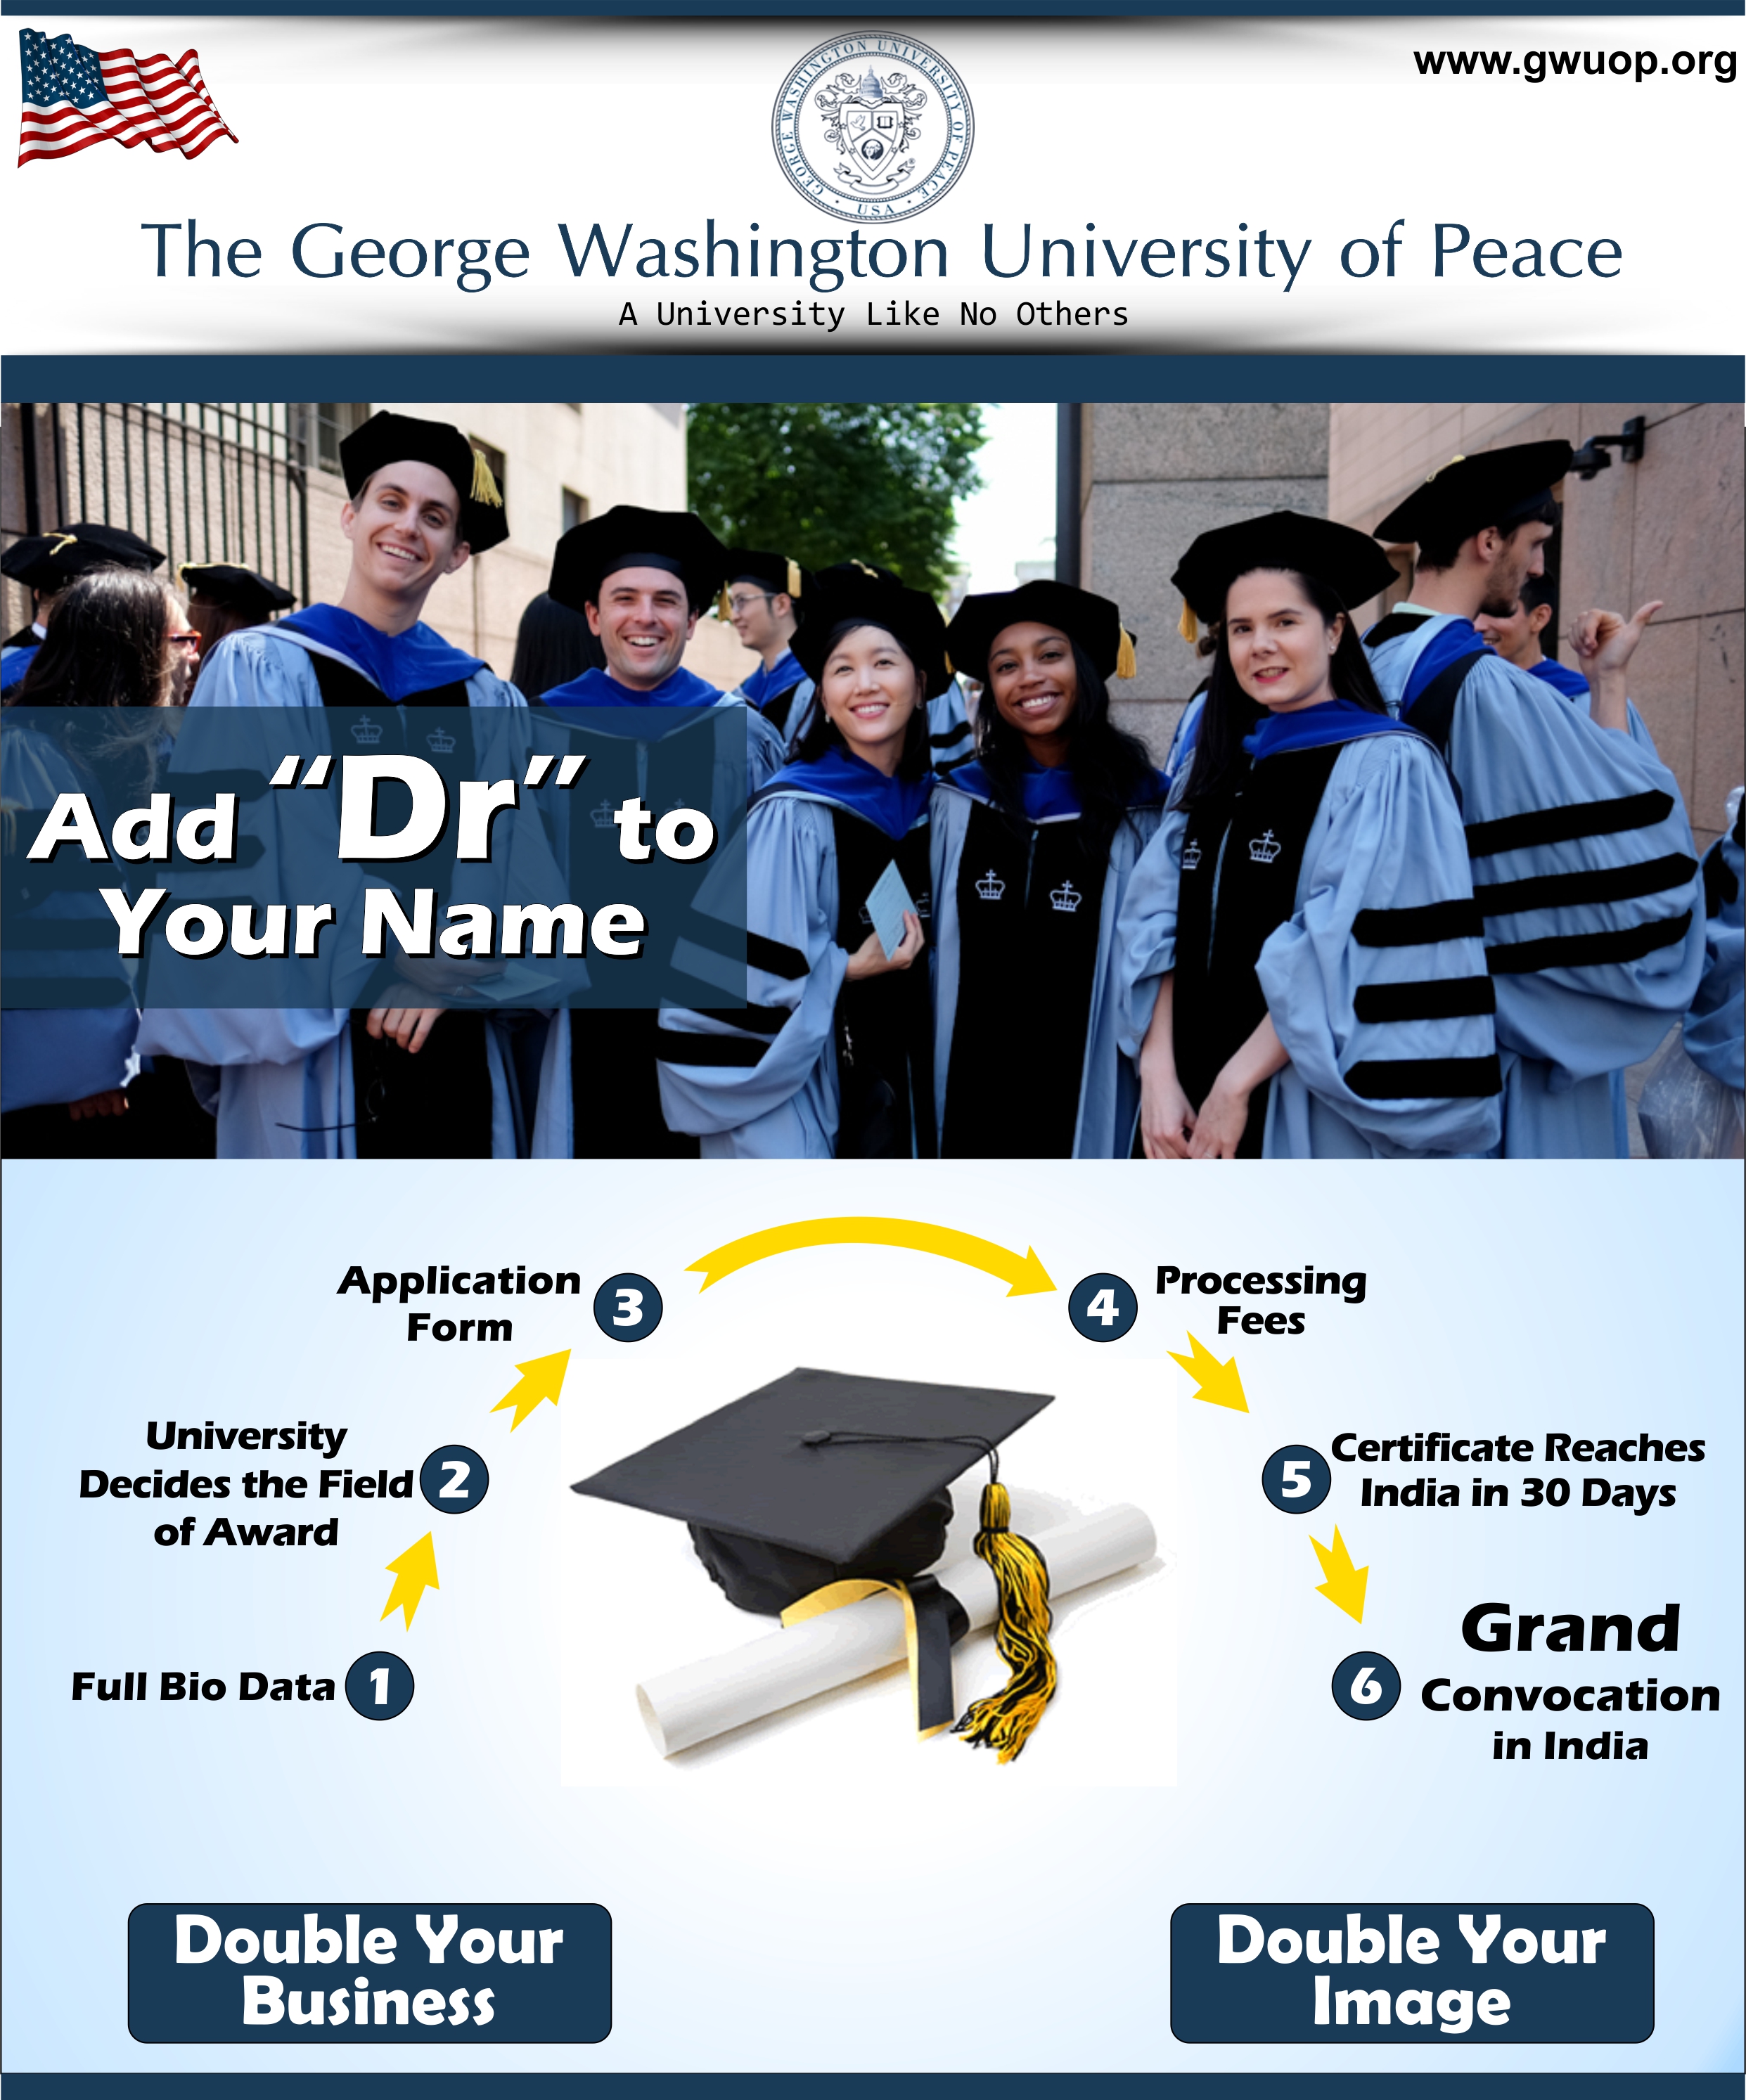 www.gwuop.org
GEORGE WASHINGTON UNIVERSITY OF PEACE
· USA ·
The George Washington University of Peace
A University Like No Others
Add “Dr” to
Your Name
Full Bio Data 1
University
Decides the Field 2
of Award
Application 3
Form
4 Processing
Fees
5 Certificate Reaches
India in 30 Days
6 Grand
Convocation
in India
Double Your
Business
Double Your
Image